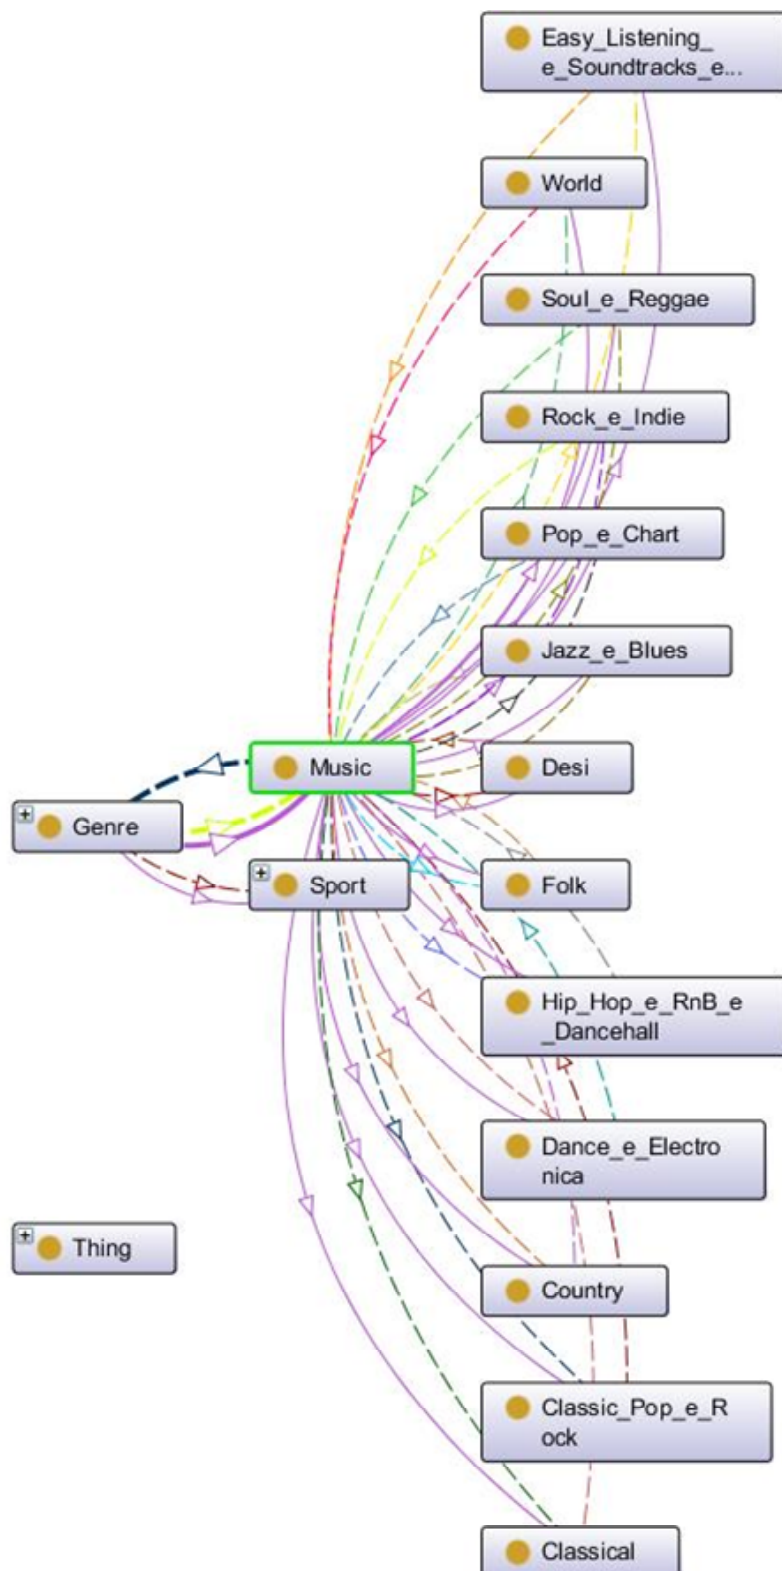 Easy_Listening_
e_Soundtracks_e...
World
Soul_e_Reggae
Rock_e_Indie
Pop_e_Chart
Jazz_e_Blues
Music
Desi
Genre
Sport
Folk
Hip_Hop_e_RnB_e
_Dancehall
Dance_e_Electro
nica
Thing
Country
Classic_Pop_e_R
ock
Classical